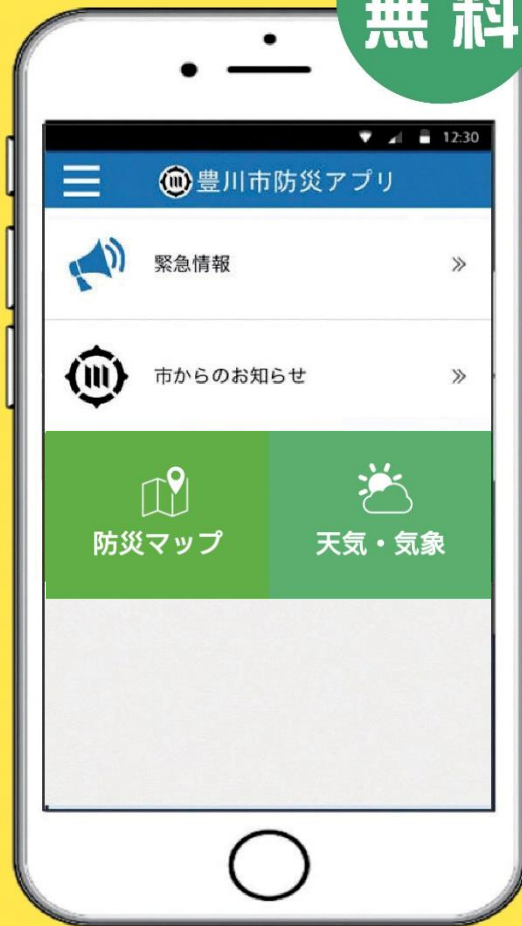 無料
12:30
豊川市防災アプリ
緊急情報
市からのお知らせ
防災マップ
天気・気象